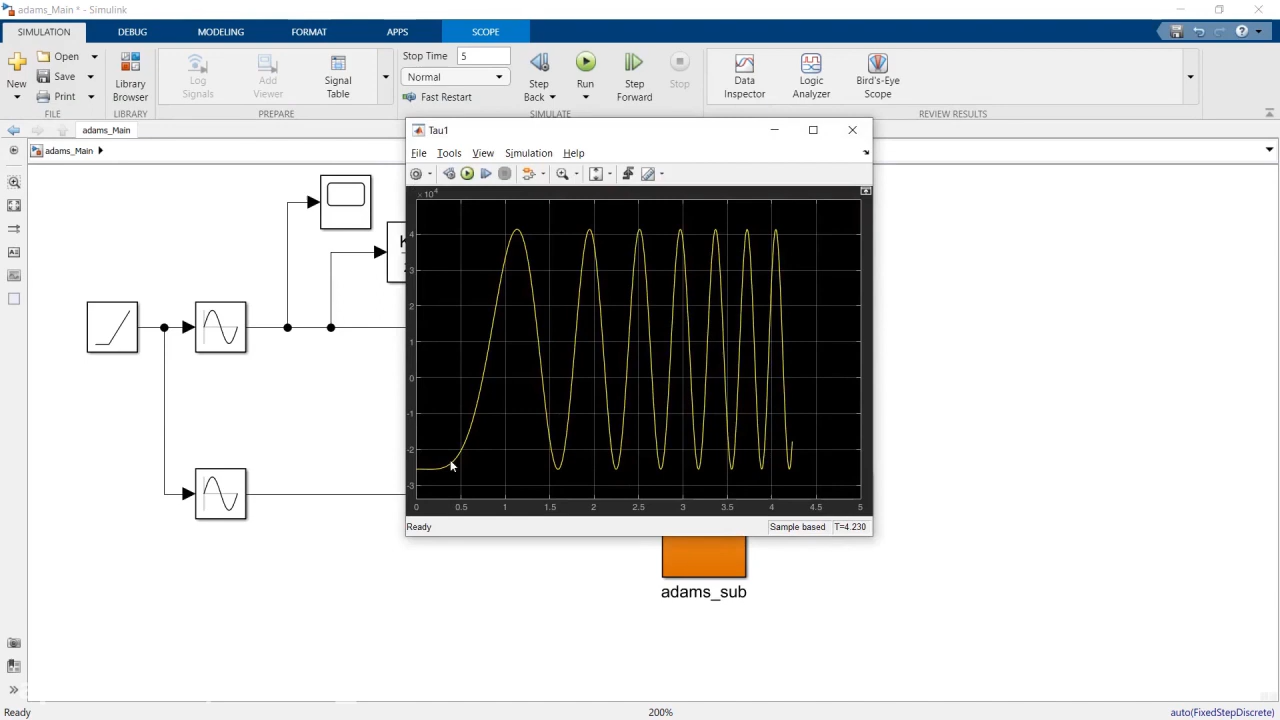 adams_Main * - Simulink
SIMULATION DEBUG MODELING FORMAT APPS SCOPE
New
Open
Save
Print
FILE
Library Browser
LIBRARY
Log Signals
Add Viewer
Signal Table
PREPARE
Stop Time 5
Normal
Fast Restart
Step Back
Run
Step Forward
Stop
SIMULATE
Data Inspector
Logic Analyzer
Bird's-Eye Scope
REVIEW RESULTS
adams_Main
adams_Main
Tau1
File Tools View Simulation Help
×10⁴
4
3
2
1
0
-1
-2
-3
0 0.5 1 1.5 2 2.5 3 3.5 4 4.5 5
Ready Sample based T=4.230
K
adams_sub
Ready 200% auto(FixedStepDiscrete)